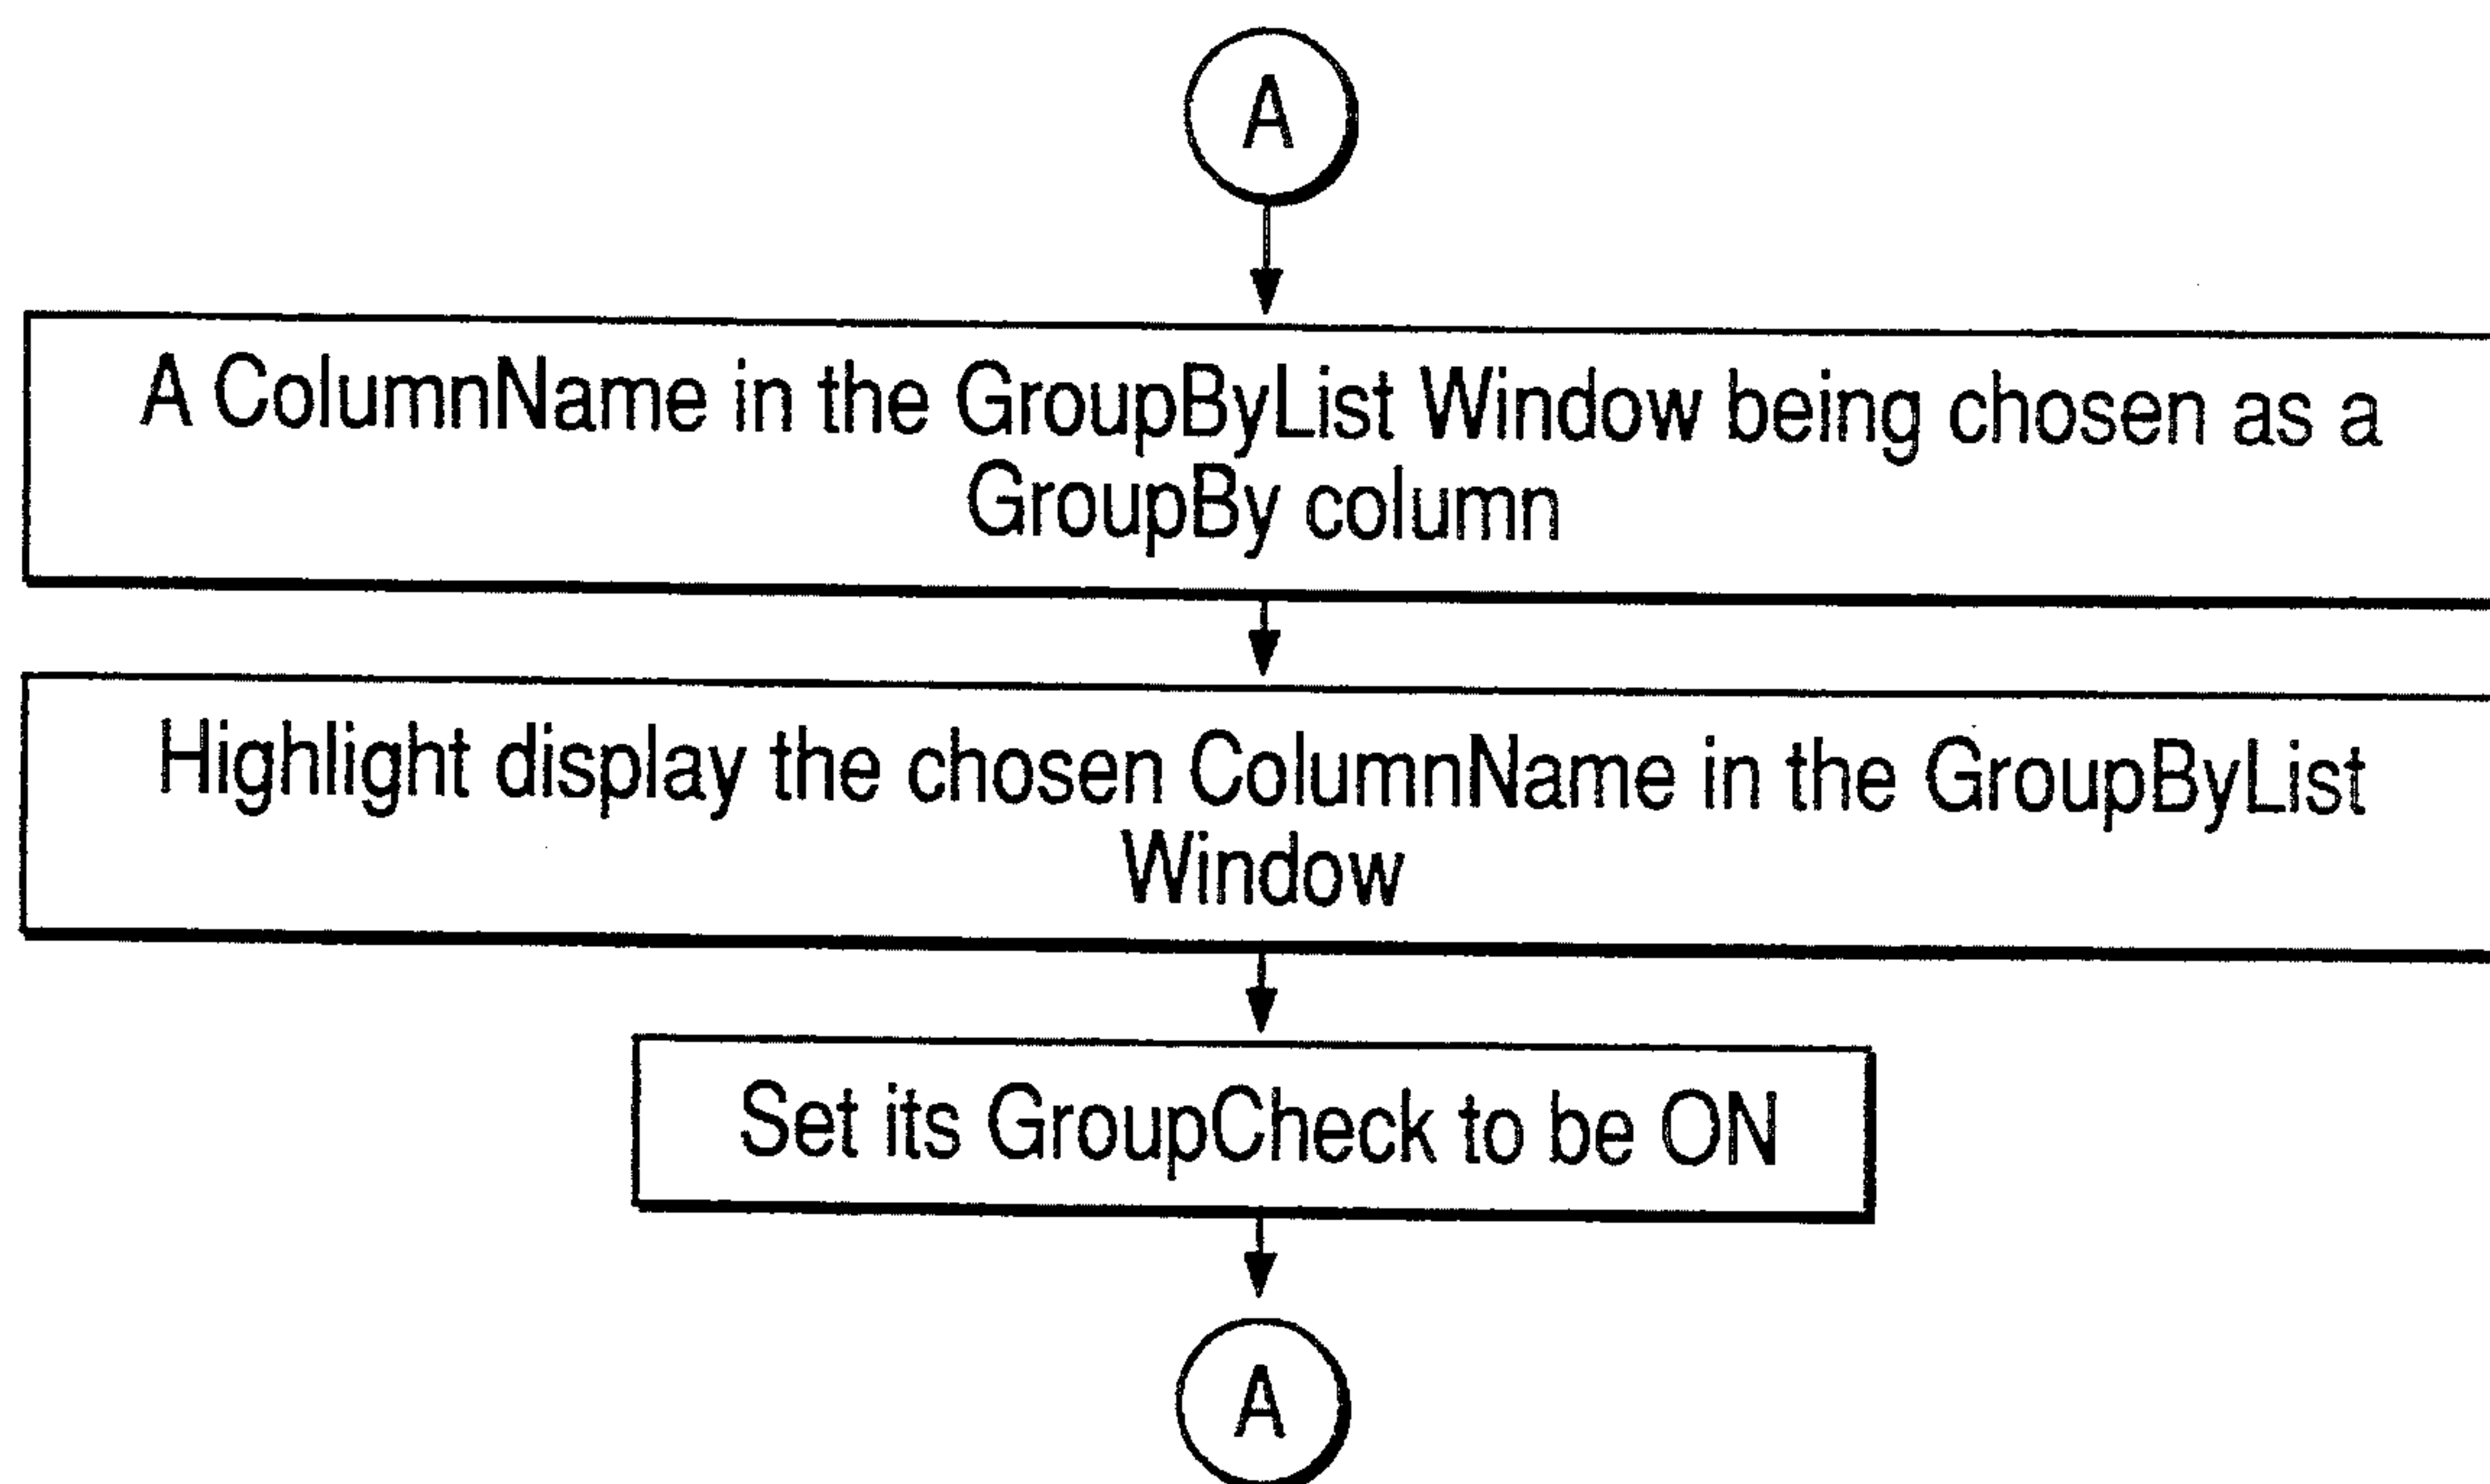 A
A ColumnName in the GroupByList Window being chosen as a
GroupBy column
Highlight display the chosen ColumnName in the GroupByList
Window
Set its GroupCheck to be ON
A